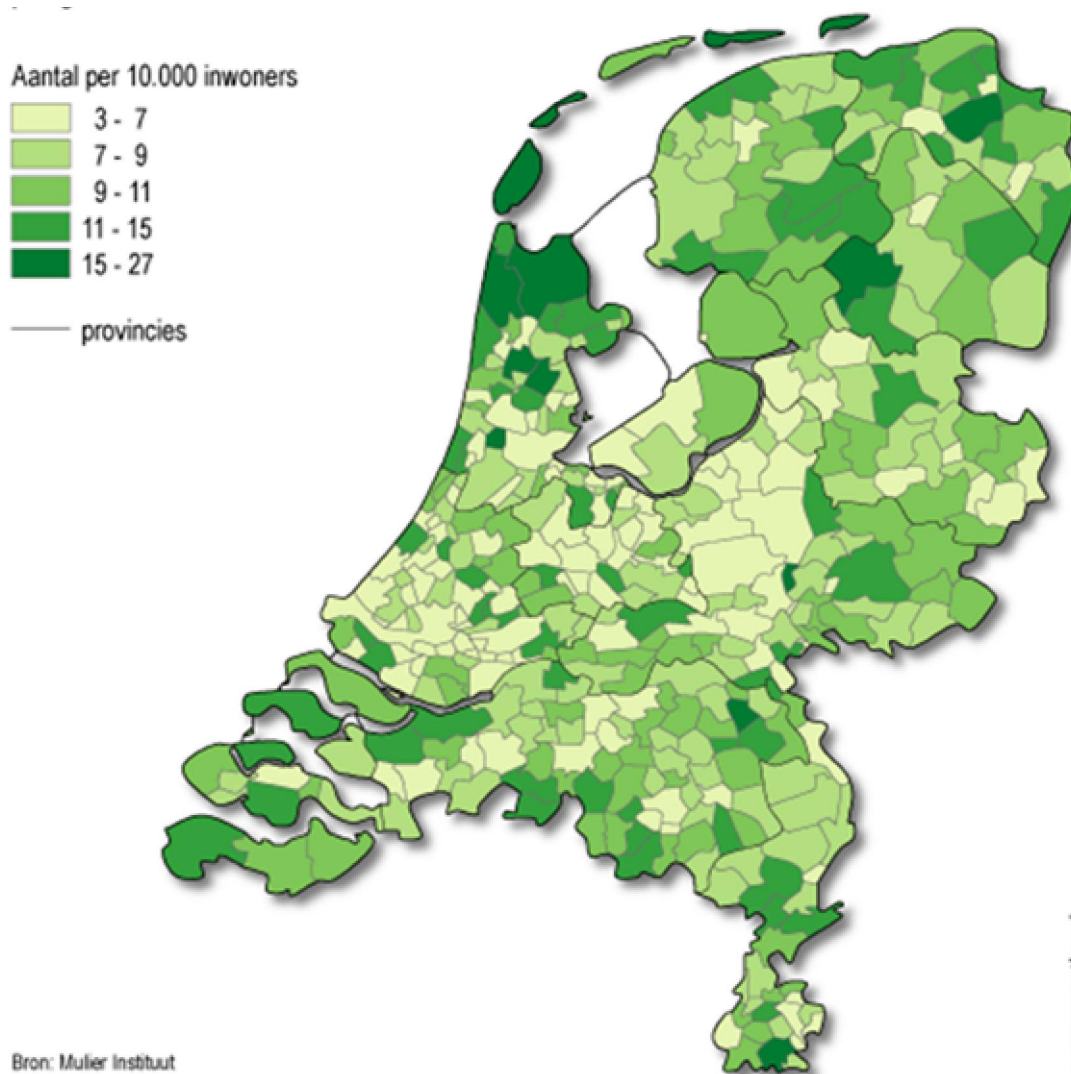 Aantal per 10.000 inwoners
3 - 7
7 - 9
9 - 11
11 - 15
15 - 27
provincies
Bron: Mulier Instituut